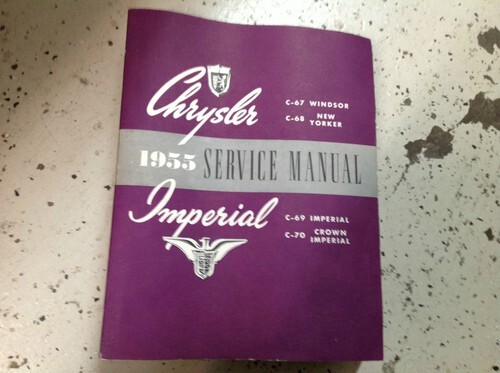 Chrysler
C-67 WINDSOR
C-68 NEW YORKER
1955 SERVICE MANUAL
Imperial
C-69 IMPERIAL
C-70 CROWN IMPERIAL